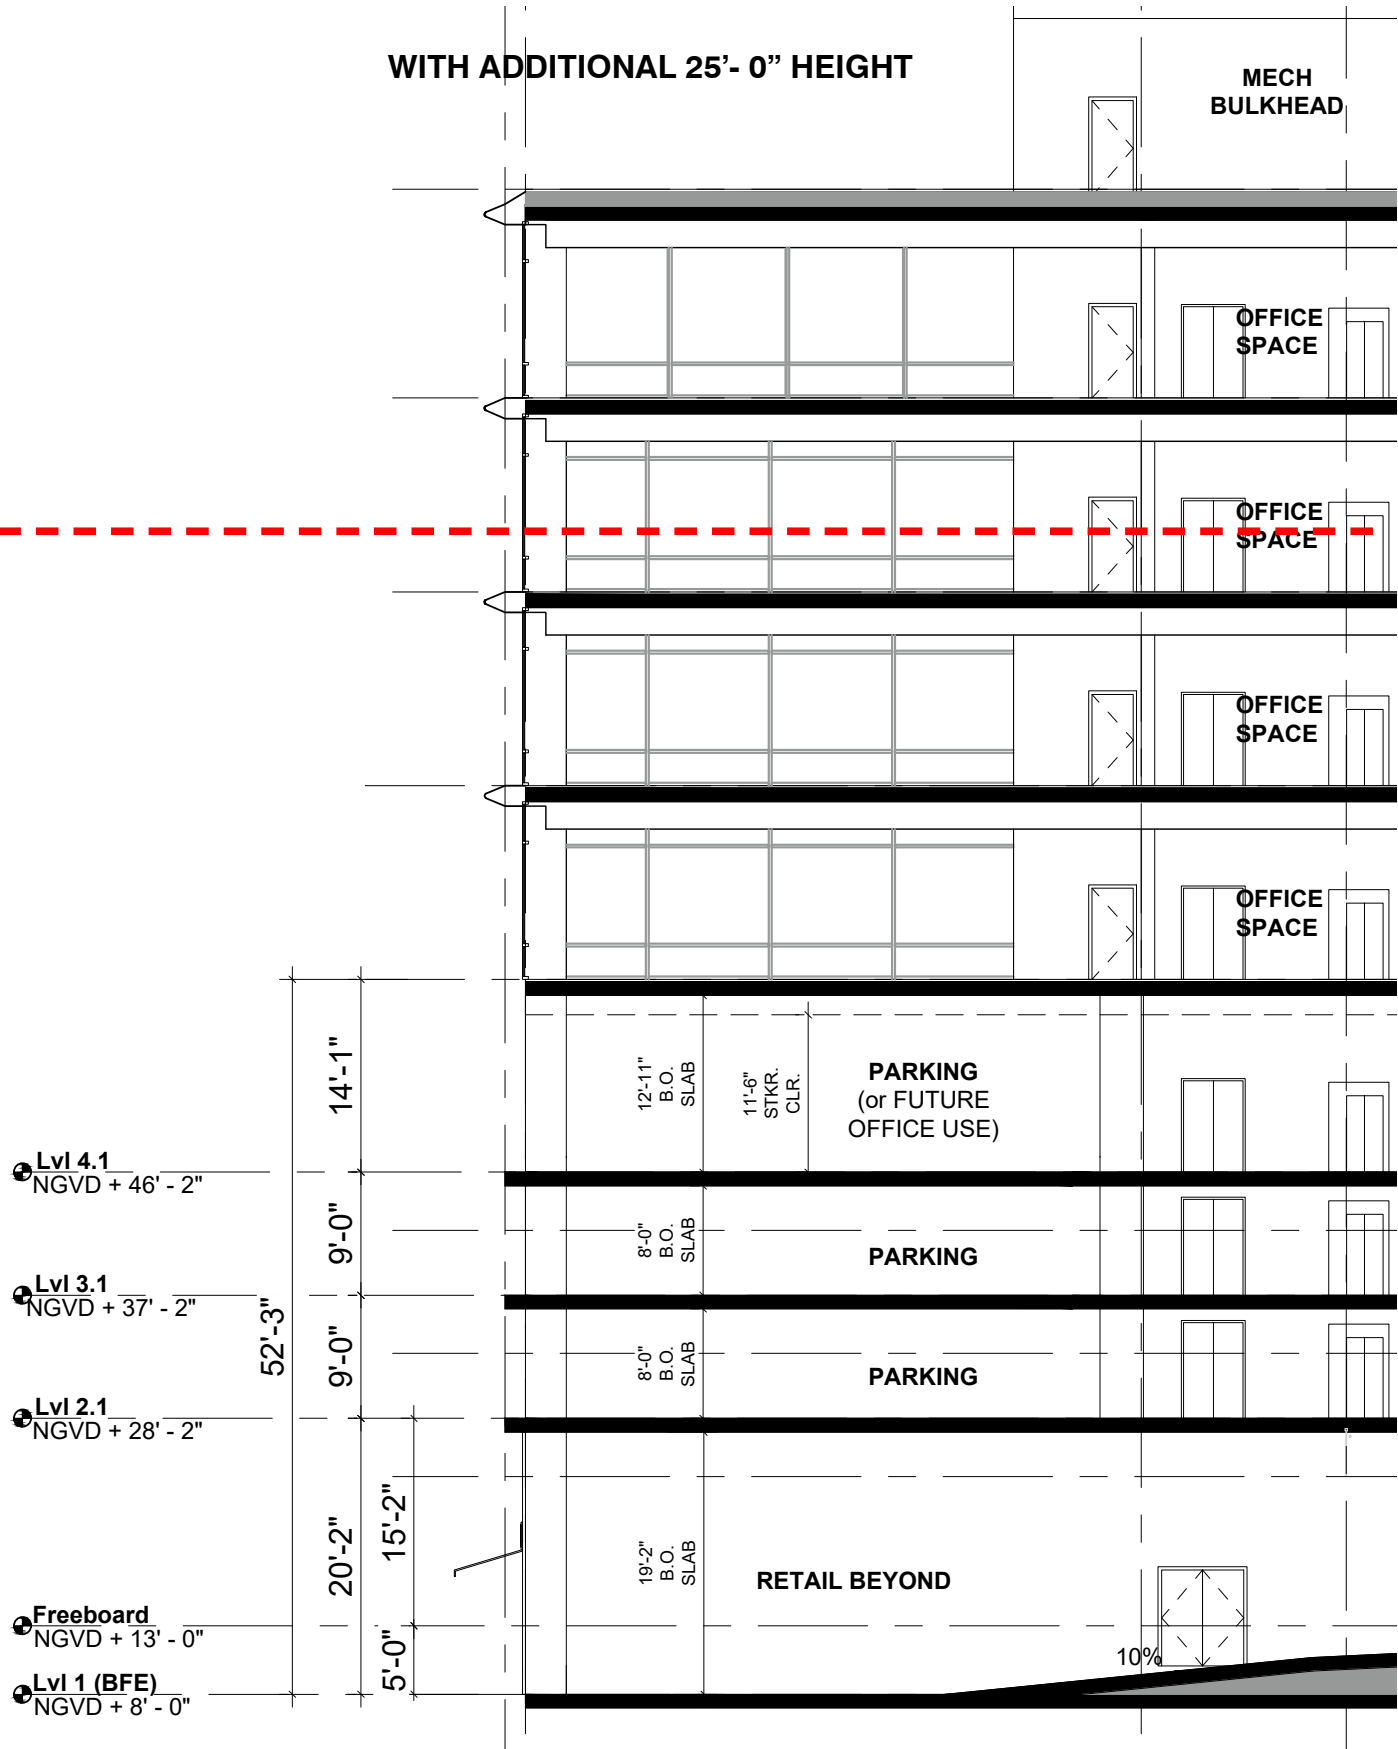 WITH ADDITIONAL 25’- 0” HEIGHT
MECH
BULKHEAD
OFFICE
SPACE
OFFICE
SPACE
OFFICE
SPACE
OFFICE
SPACE
14'-1"
12'-11"
B.O.
SLAB
11'-6"
STKR.
CLR.
PARKING
(or FUTURE
OFFICE USE)
Lvl 4.1
NGVD + 46' - 2"
9'-0"
8'-0"
B.O.
SLAB
PARKING
Lvl 3.1
NGVD + 37' - 2"
52'-3"
9'-0"
8'-0"
B.O.
SLAB
PARKING
Lvl 2.1
NGVD + 28' - 2"
20'-2"
15'-2"
19'-2"
B.O.
SLAB
RETAIL BEYOND
Freeboard
NGVD + 13' - 0"
5'-0"
10%
Lvl 1 (BFE)
NGVD + 8' - 0"